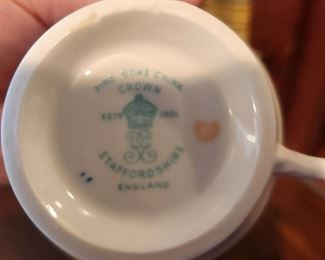 FINE BONE CHINA
CROWN
ESTD 1801
STAFFORDSHIRE
ENGLAND